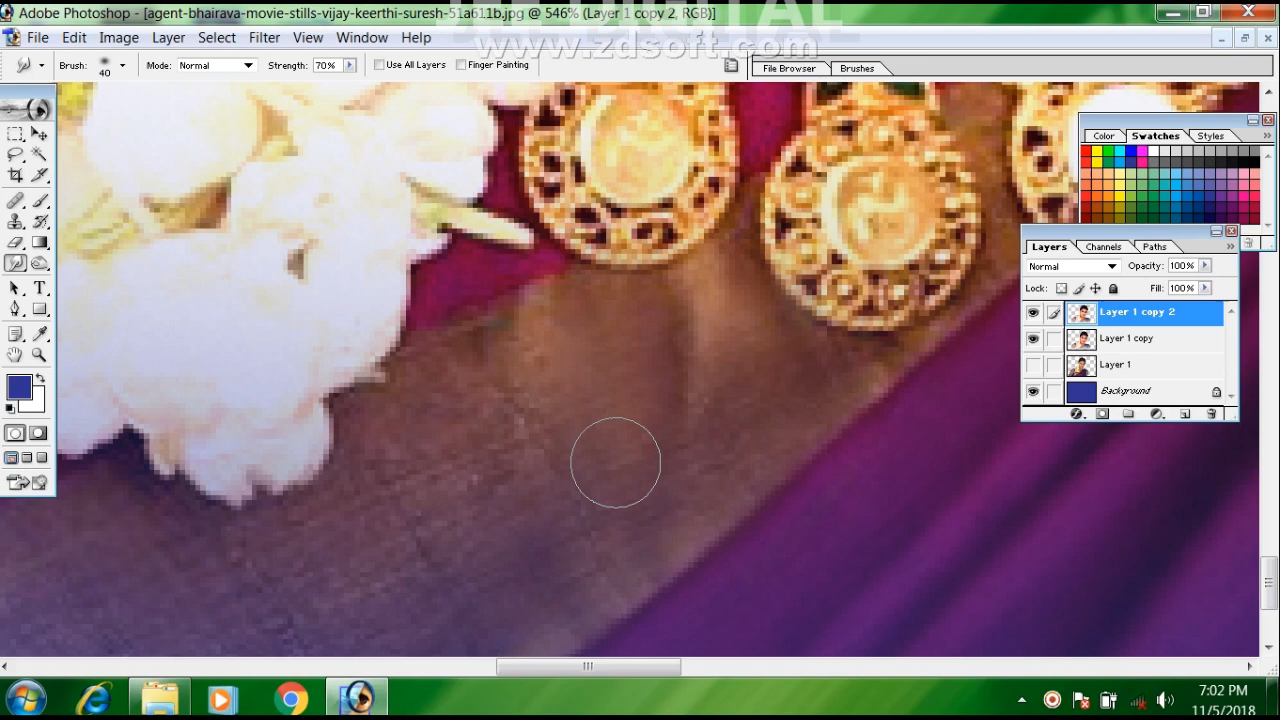 Adobe Photoshop - [agent-bhairava-movie-stills-vijay-keerthi-suresh-51a611b.jpg @ 546% (Layer 1 copy 2, RGB)]
www.zdsoft.com
File Edit Image Layer Select Filter View Window Help
Brush: 40 Mode: Normal Strength: 70% Use All Layers Finger Painting File Browser Brushes
Color Swatches Styles
Layers Channels Paths
Normal Opacity: 100%
Lock: Fill: 100%
Layer 1 copy 2
Layer 1 copy
Layer 1
Background
7:02 PM
11/5/2018